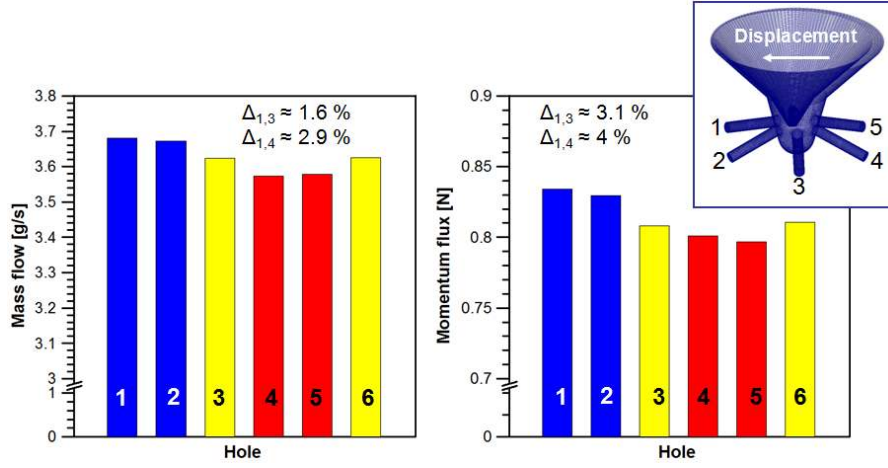 Displacement
1
2
3
4
5
Δ1,3 ≈ 1.6 %
Δ1,4 ≈ 2.9 %
3.8
3.7
3.6
3.5
3.4
3.3
3.2
3.1
3
1
0
Mass flow [g/s]
1 2 3 4 5 6
Hole
Δ1,3 ≈ 3.1 %
Δ1,4 ≈ 4 %
0.9
0.85
0.8
0.75
0.7
0
Momentum flux [N]
1 2 3 4 5 6
Hole